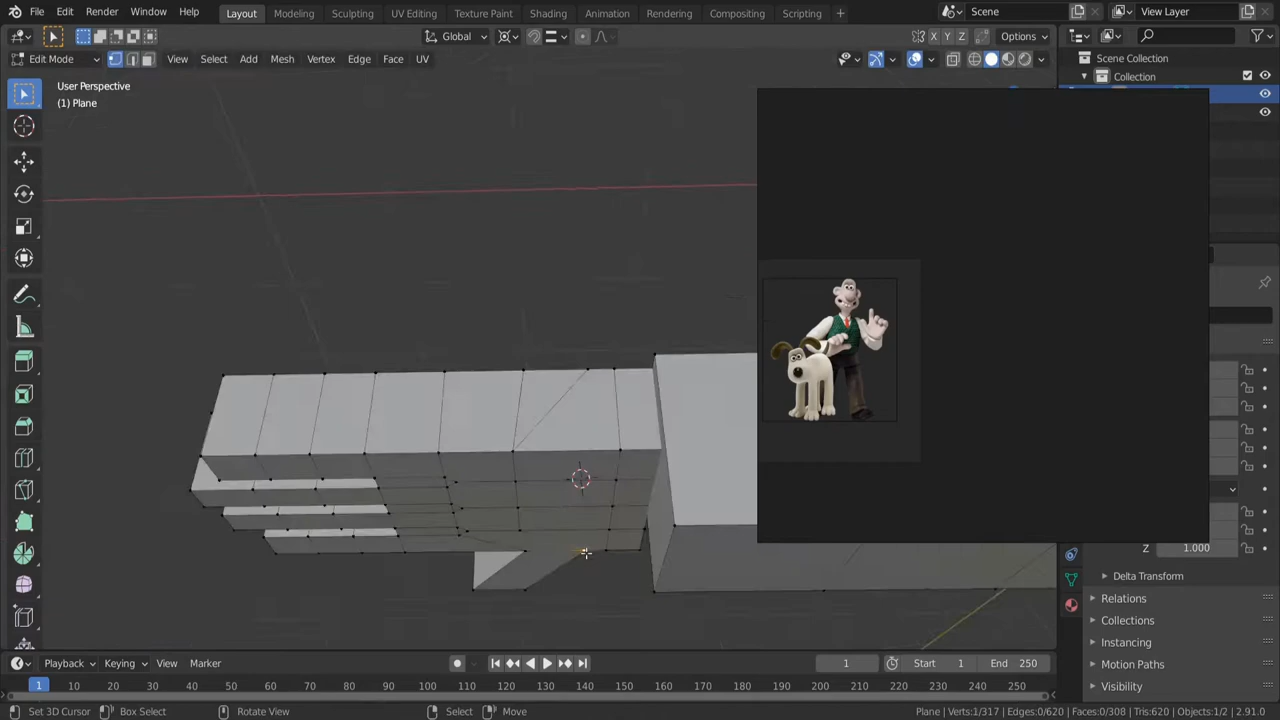 File Edit Render Window Help Layout Modeling Sculpting UV Editing Texture Paint Shading Animation Rendering Compositing Scripting Scene View Layer
Global Options
Edit Mode View Select Add Mesh Vertex Edge Face UV X Y Z
Scene Collection
Collection
User Perspective
(1) Plane
Z 1.000
Delta Transform
Relations
Collections
Instancing
Motion Paths
Visibility
Playback Keying View Marker 1 Start 1 End 250
1 10 20 30 40 50 60 70 80 90 100 110 120 130 140 150 160 170 180 190 200 210 220 230 240 250
Set 3D Cursor Box Select Rotate View Select Move Plane | Verts:1/317 | Edges:0/620 | Faces:0/308 | Tris:620 | Objects:1/2 | 2.91.0